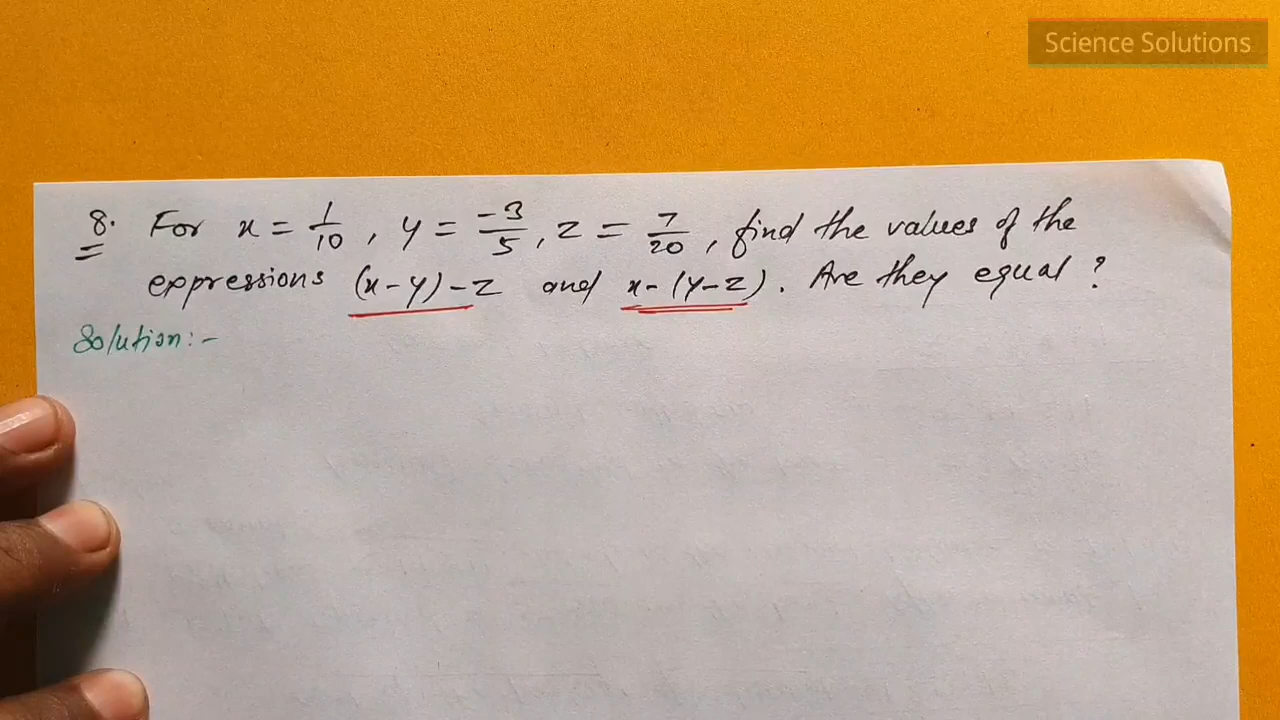 Science Solutions
8. For x = 1/10, y = -3/5, z = 7/20, find the values of the
expressions (x-y)-z and x-(y-z). Are they equal?
Solution:-